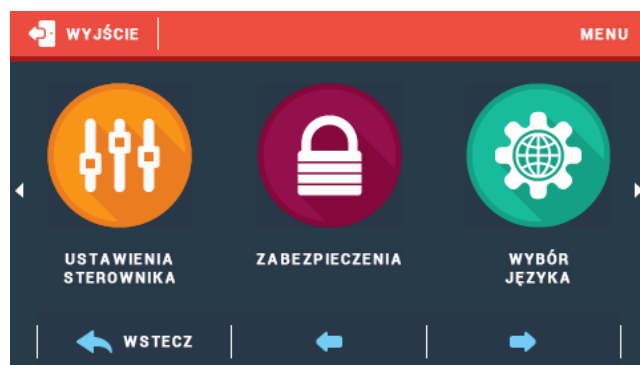 WYJŚCIE
MENU
USTAWIENIA
STEROWNIKA
ZABEZPIECZENIA
WYBÓR
JĘZYKA
WSTECZ